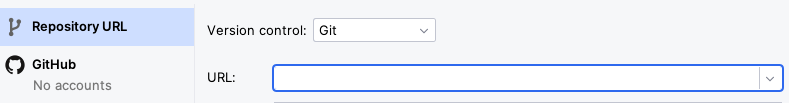 Repository URL
Version control: Git
GitHub
No accounts
URL: